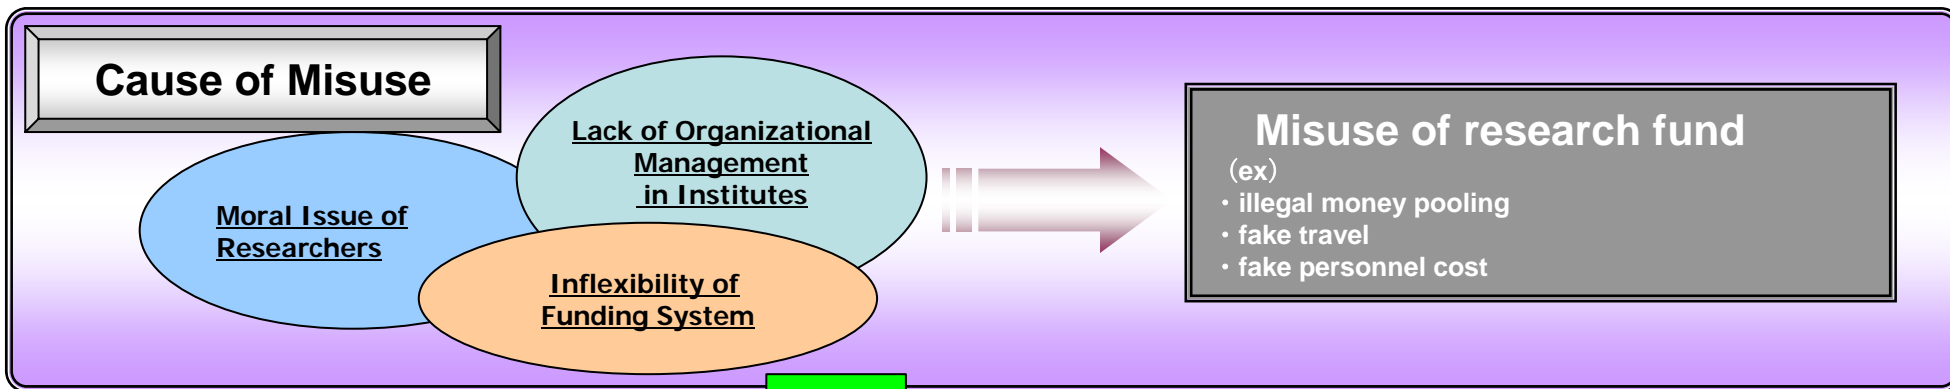 Cause of Misuse
Lack of Organizational
Management
in Institutes
Moral Issue of
Researchers
Inflexibility of
Funding System
Misuse of research fund
（ex）
・illegal money pooling
・fake travel
・fake personnel cost